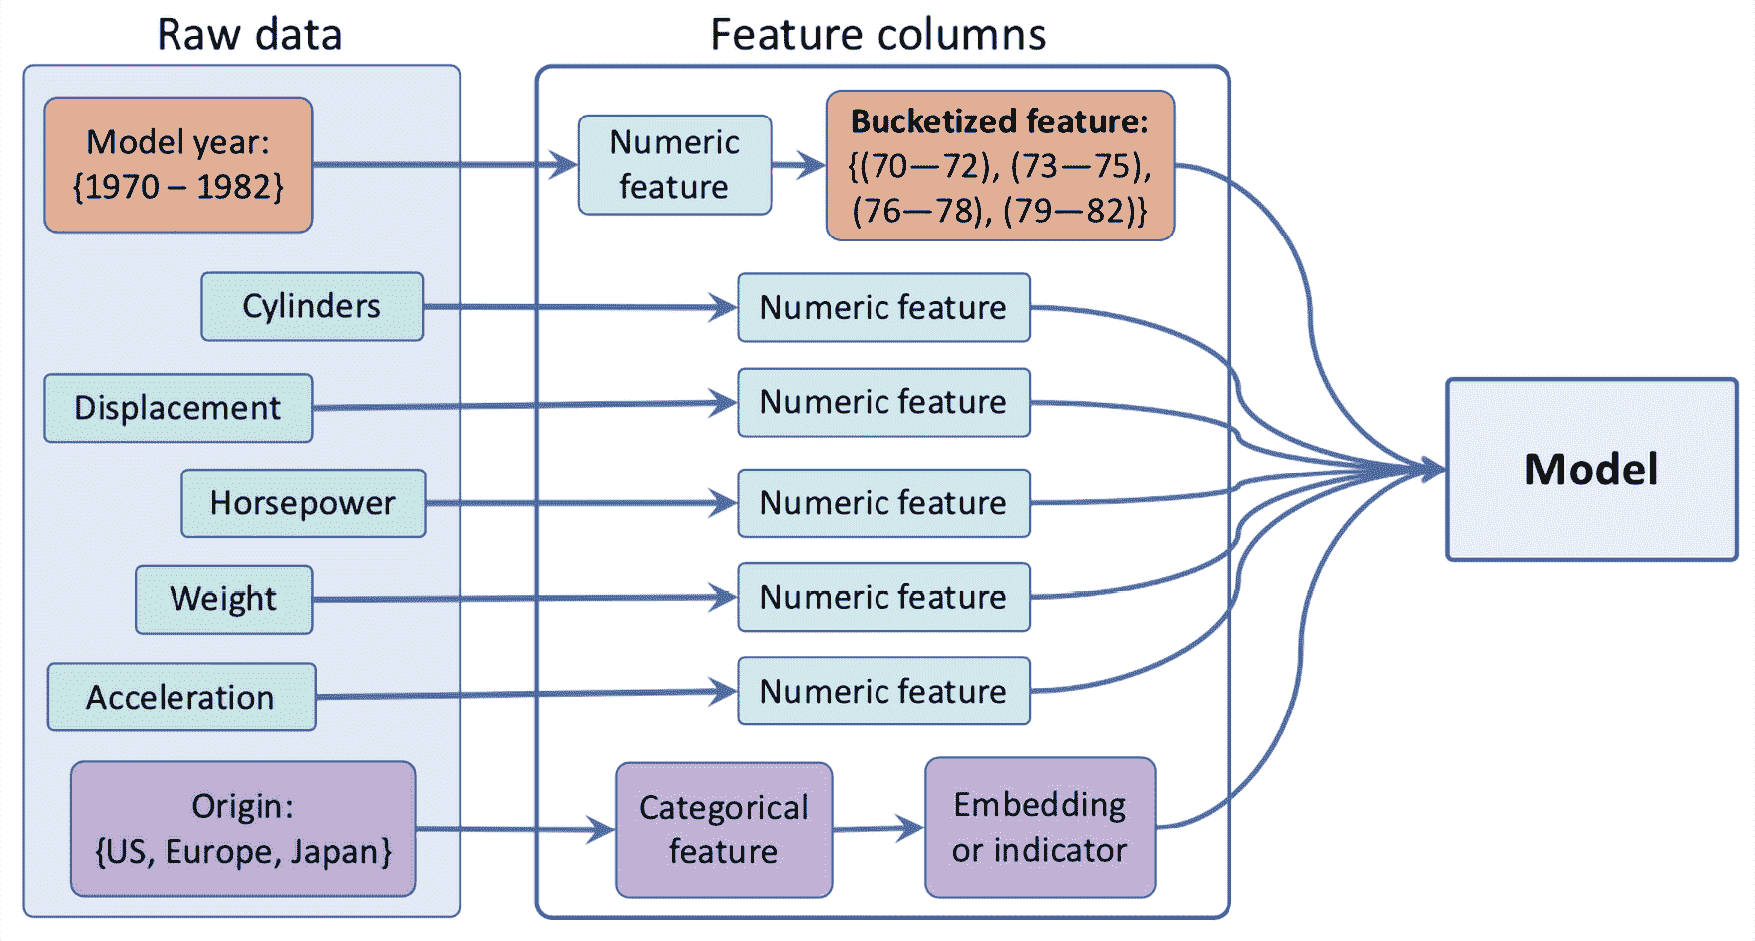 Raw data
Feature columns
Model year:
{1970 – 1982}
Numeric
feature
Bucketized feature:
{(70—72), (73—75),
(76—78), (79—82)}
Cylinders
Numeric feature
Displacement
Numeric feature
Horsepower
Numeric feature
Weight
Numeric feature
Acceleration
Numeric feature
Origin:
{US, Europe, Japan}
Categorical
feature
Embedding
or indicator
Model